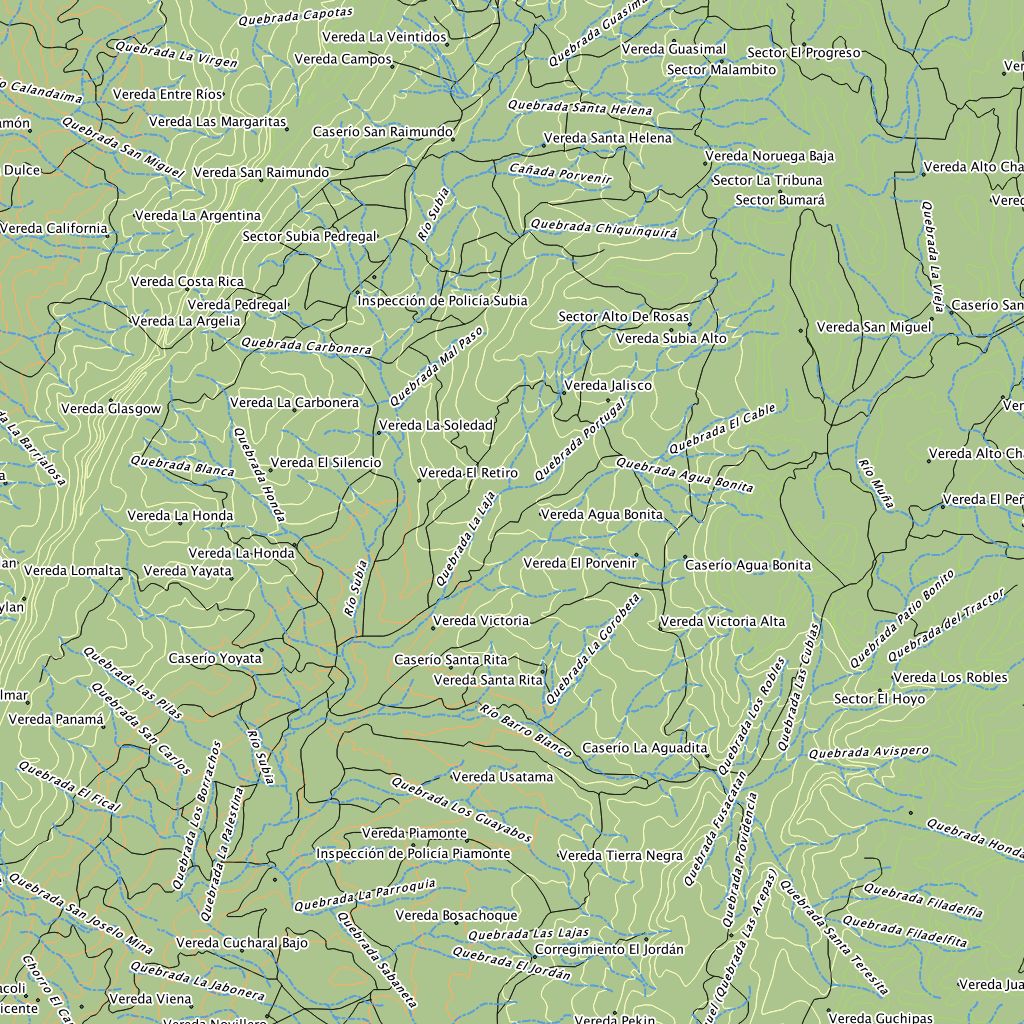 Quebrada Capotas
Quebrada Guasima
Vereda La Veintidos
Quebrada La Virgen
Vereda Guasimal
Sector El Progreso
Vereda Campos
Sector Malambito
Calandaima
Vereda Entre Ríos
Quebrada Santa Helena
Vereda Las Margaritas
Caserío San Raimundo
Quebrada San Miguel
Vereda Santa Helena
Vereda Noruega Baja
Dulce
Vereda San Raimundo
Cañada Porvenir
Vereda Alto Cha
Sector La Tribuna
Río Subia
Sector Bumará
Vereda La Argentina
Vereda California
Sector Subia Pedregal
Quebrada Chiquinquirá
Quebrada La Vieja
Vereda Costa Rica
Vereda Pedregal
Inspección de Policía Subia
Caserío San
Vereda La Argelia
Sector Alto De Rosas
Vereda San Miguel
Vereda Subia Alto
Quebrada Carbonera
Quebrada Mal Paso
Vereda Jalisco
Vereda Glasgow
Vereda La Carbonera
Quebrada Portugal
Quebrada El Cable
Vereda La Soledad
La Barrialosa
Quebrada Honda
Quebrada Blanca
Vereda El Silencio
Vereda El Retiro
Quebrada Agua Bonita
Río Muña
Vereda Alto Cha
Vereda El Peñ
Vereda La Honda
Quebrada La Laja
Vereda Agua Bonita
Vereda La Honda
Vereda Lomalta
Vereda Yayata
Río Subia
Vereda El Porvenir
Caserío Agua Bonita
Quebrada Patio Bonito
Quebrada del Tractor
Vereda Victoria
Quebrada La Gorobeta
Vereda Victoria Alta
Quebrada Las Cubias
Caserío Yoyata
Caserío Santa Rita
Quebrada Los Robles
Quebrada Las Pilas
Vereda Santa Rita
Vereda Los Robles
Sector El Hoyo
Quebrada San Carlos
Vereda Panamá
Río Barro Blanco
Río Subia
Caserío La Aguadita
Quebrada Avispero
Quebrada El Fical
Quebrada Los Borrachos
Vereda Usatama
Quebrada Fusacatan
Quebrada La Palestina
Quebrada Los Guayabos
Quebrada Providencia
Vereda Piamonte
Quebrada Honda
Inspección de Policía Piamonte
Vereda Tierra Negra
Quebrada San Joselo Mina
Quebrada La Parroquia
Quebrada Filadelfia
Quebrada Santa Teresita
Quebrada Filadelfita
Vereda Bosachoque
Quebrada Sabaneta
Quebrada Las Lajas
Vereda Cucharal Bajo
Quebrada El Jordán
Corregimiento El Jordán
(Quebrada Las Arepas)
Quebrada La Jabonera
Vereda Viena
Vereda Jua
Vereda Novillero
Vereda Pekín
Vereda Guchipas